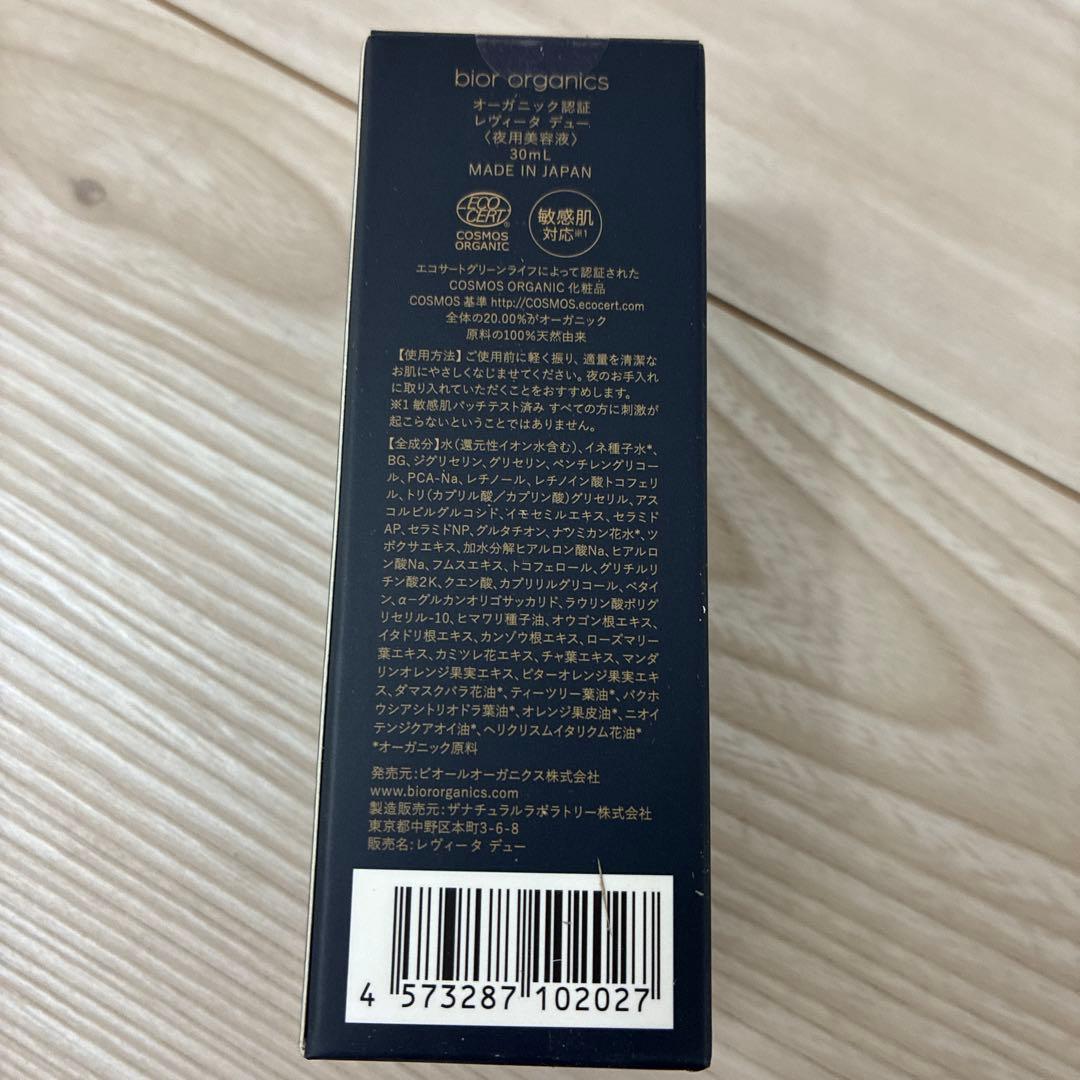 bior organics
オーガニック認証
レヴィータ デュー
〈夜用美容液〉
30mL
MADE IN JAPAN
ECO
CERT®
COSMOS
ORGANIC
敏感肌
対応※1
エコサートグリーンライフによって認証された
COSMOS ORGANIC 化粧品
COSMOS 基準 http://COSMOS.ecocert.com
全体の20.00%がオーガニック
原料の100%天然由来
【使用方法】ご使用前に軽く振り、適量を清潔な
お肌にやさしくなじませてください。夜のお手入れ
に取り入れていただくことをおすすめします。
※1 敏感肌パッチテスト済み すべての方に刺激が
起こらないということではありません。
【全成分】水(還元性イオン水含む)、イネ種子水*、
BG、ジグリセリン、グリセリン、ペンチレングリコー
ル、PCA-Na、レチノール、レチノイン酸トコフェリ
ル、トリ(カプリル酸/カプリン酸)グリセリル、アス
コルビルグルコシド、イモセミルエキス、セラミド
AP、セラミドNP、グルタチオン、ナツミカン花水*、ツ
ボクサエキス、加水分解ヒアルロン酸Na、ヒアルロ
ン酸Na、フムスエキス、トコフェロール、グリチルリ
チン酸2K、クエン酸、カプリリルグリコール、ベタイ
ン、α-グルカンオリゴサッカリド、ラウリン酸ポリグ
リセリル-10、ヒマワリ種子油、オウゴン根エキス、
イタドリ根エキス、カンゾウ根エキス、ローズマリー
葉エキス、カミツレ花エキス、チャ葉エキス、マンダ
リンオレンジ果実エキス、ビターオレンジ果実エキ
ス、ダマスクバラ花油*、ティーツリー葉油*、バクホ
ウシアシトリオドラ葉油*、オレンジ果皮油*、ニオイ
テンジクアオイ油*、ヘリクリスムイタリクム花油*
*オーガニック原料
発売元:ビオールオーガニクス株式会社
www.biororganics.com
製造販売元:ザナチュラルラボラトリー株式会社
東京都中野区本町3-6-8
販売名:レヴィータ デュー
4 573287 102027